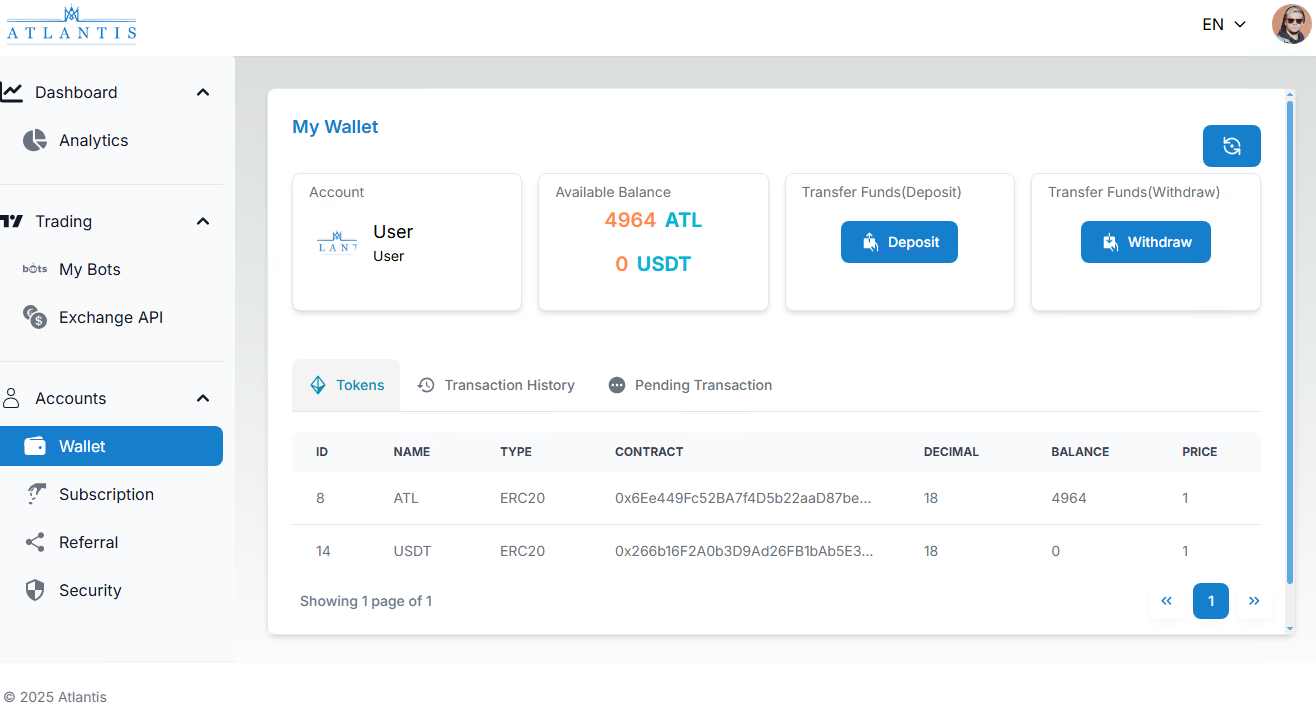 ATLANTIS
EN
Dashboard
Analytics
Trading
My Bots
Exchange API
Accounts
Wallet
Subscription
Referral
Security
My Wallet
Account
User
User
Available Balance
4964 ATL
0 USDT
Transfer Funds(Deposit)
Deposit
Transfer Funds(Withdraw)
Withdraw
Tokens Transaction History Pending Transaction
ID NAME TYPE CONTRACT DECIMAL BALANCE PRICE
8 ATL ERC20 0x6Ee449Fc52BA7f4D5b22aaD87be... 18 4964 1
14 USDT ERC20 0x266b16F2A0b3D9Ad26FB1bAb5E3... 18 0 1
Showing 1 page of 1
« 1 »
© 2025 Atlantis